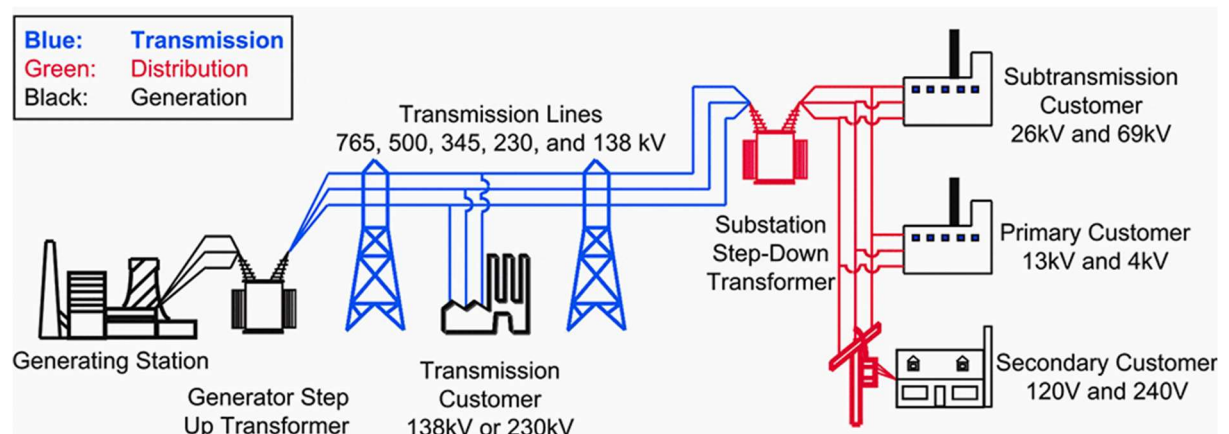 Blue: Transmission
Green: Distribution
Black: Generation
Transmission Lines
765, 500, 345, 230, and 138 kV
Subtransmission
Customer
26kV and 69kV
Substation
Step-Down
Transformer
Primary Customer
13kV and 4kV
Generating Station
Generator Step
Up Transformer
Transmission
Customer
138kV or 230kV
Secondary Customer
120V and 240V